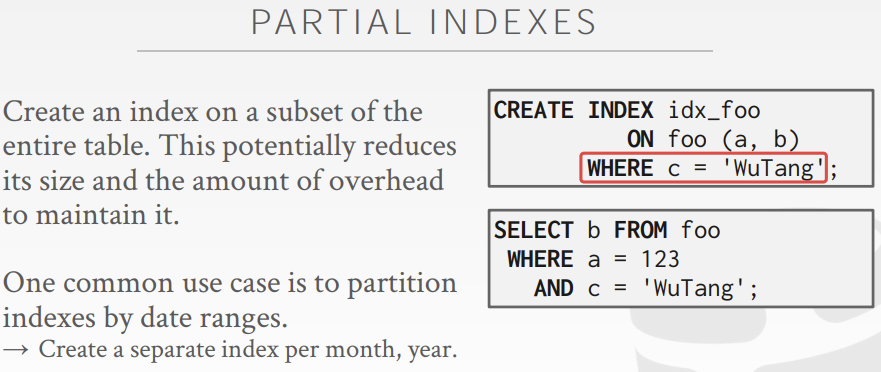 PARTIAL INDEXES
Create an index on a subset of the
entire table. This potentially reduces
its size and the amount of overhead
to maintain it.
One common use case is to partition
indexes by date ranges.
→ Create a separate index per month, year.
CREATE INDEX idx_foo
ON foo (a, b)
WHERE c = 'WuTang';
SELECT b FROM foo
WHERE a = 123
AND c = 'WuTang';